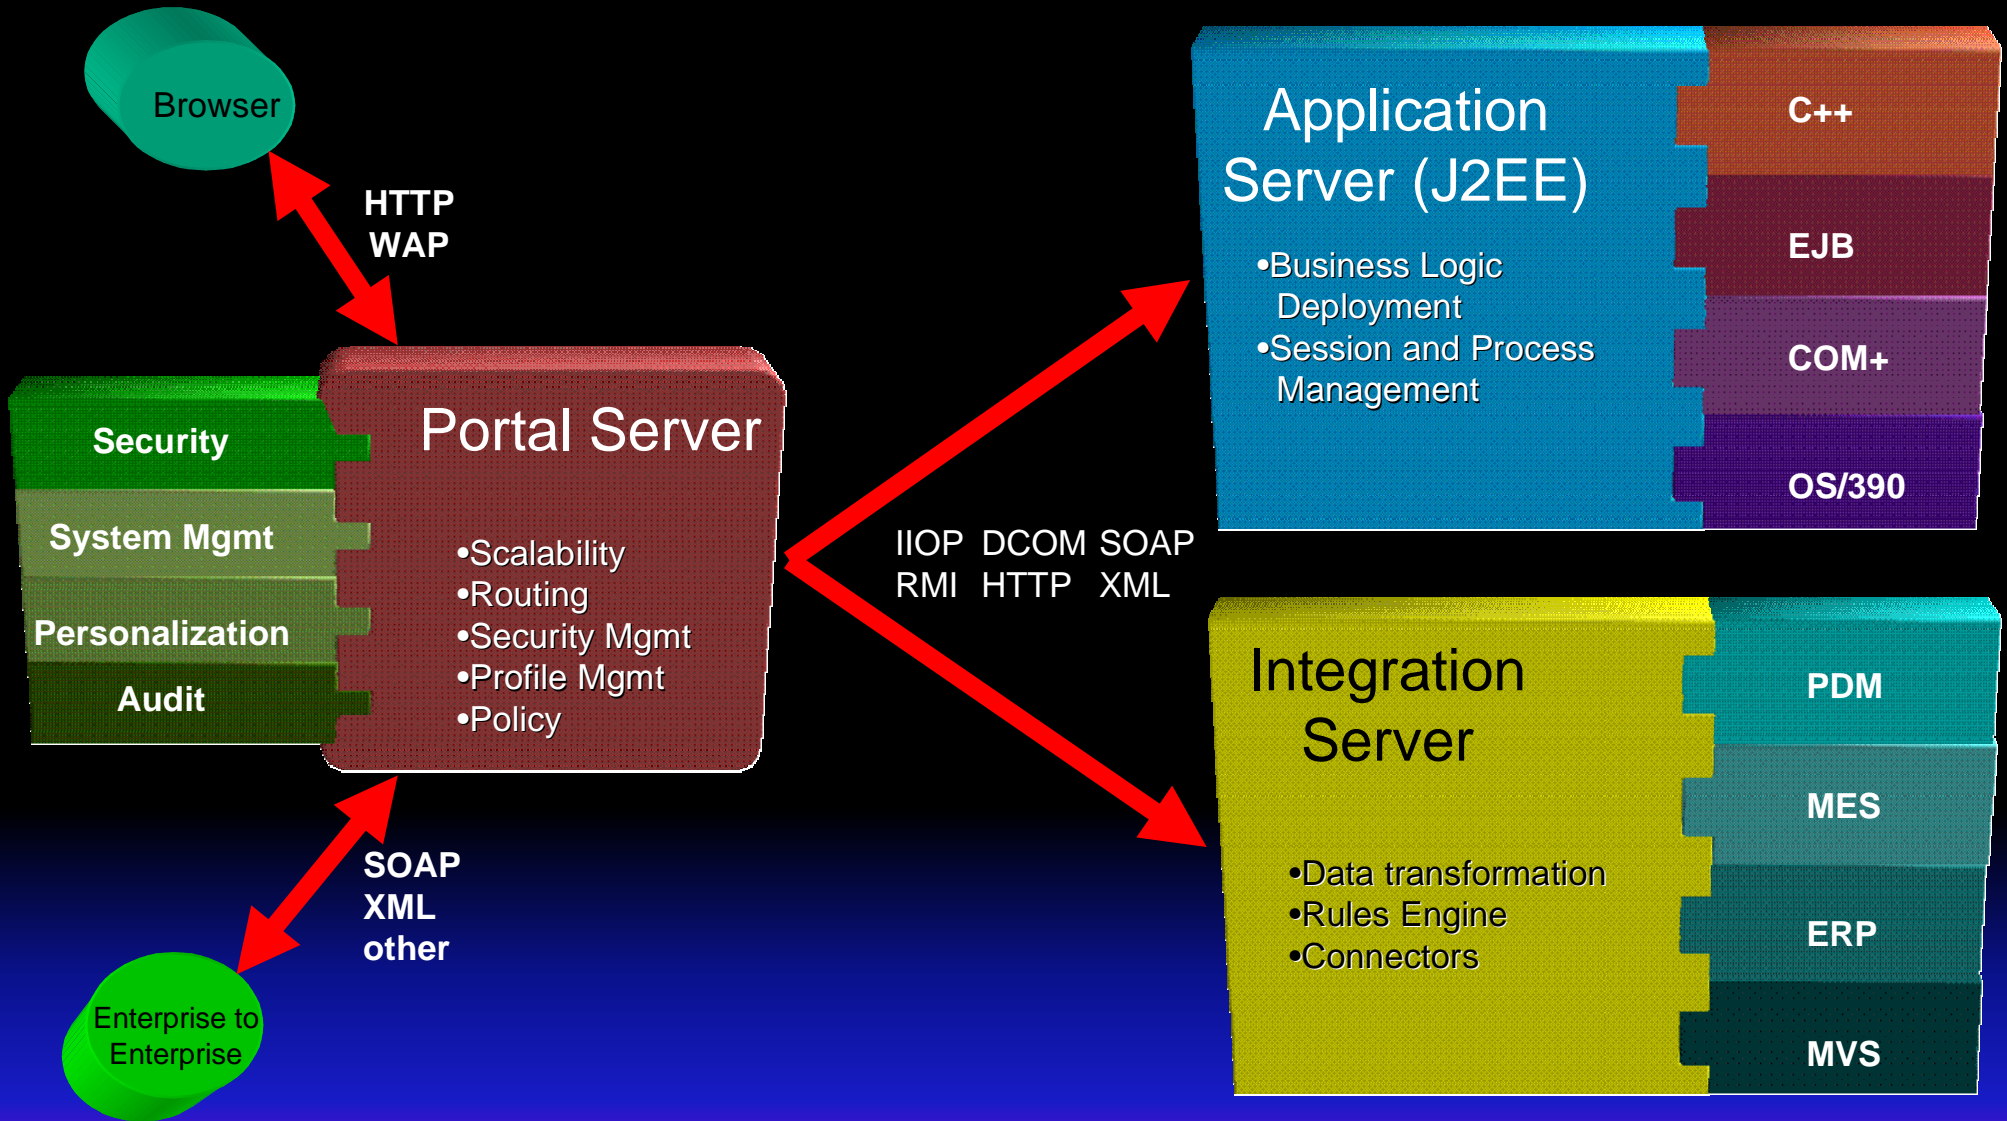 Browser
HTTP
WAP
Security
System Mgmt
Personalization
Audit
Portal Server
•Scalability
•Routing
•Security Mgmt
•Profile Mgmt
•Policy
SOAP
XML
other
Enterprise to
Enterprise
IIOP DCOM SOAP
RMI HTTP XML
Application
Server (J2EE)
•Business Logic
Deployment
•Session and Process
Management
C++
EJB
COM+
OS/390
Integration
Server
•Data transformation
•Rules Engine
•Connectors
PDM
MES
ERP
MVS